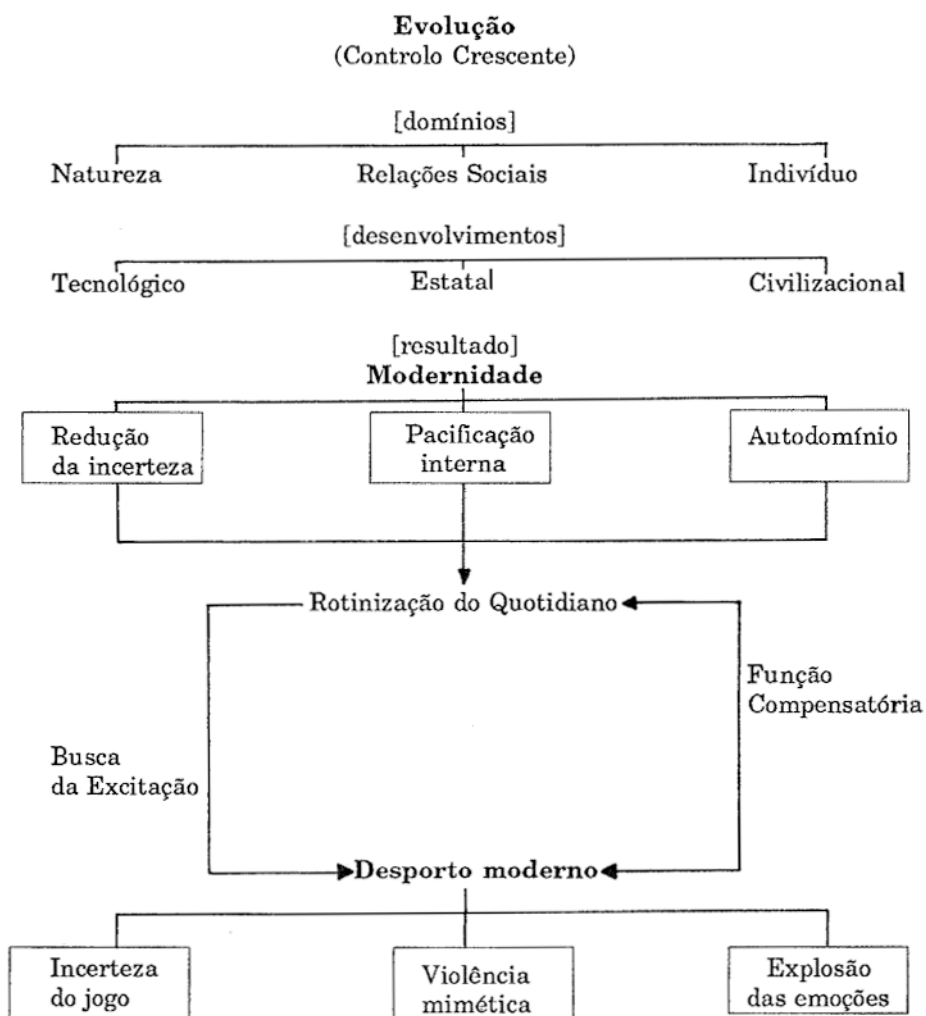 Evolução
(Controlo Crescente)
[domínios]
Natureza Relações Sociais Indivíduo
[desenvolvimentos]
Tecnológico Estatal Civilizacional
[resultado]
Modernidade
Redução
da incerteza
Pacificação
interna
Autodomínio
Rotinização do Quotidiano
Função
Compensatória
Busca
da Excitação
Desporto moderno
Incerteza
do jogo
Violência
mimética
Explosão
das emoções